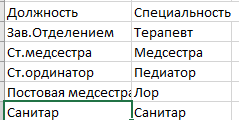 Должность Специальность
Зав.Отделением Терапевт
Ст.медсестра Медсестра
Ст.ординатор Педиатор
Постовая медсестра Лор
Санитар Санитар